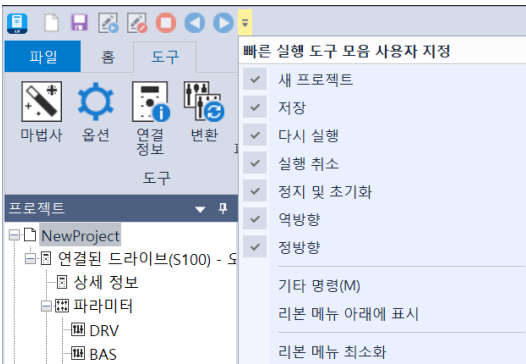 빠른 실행 도구 모음 사용자 지정
새 프로젝트
저장
다시 실행
실행 취소
정지 및 초기화
역방향
정방향
기타 명령(M)
리본 메뉴 아래에 표시
리본 메뉴 최소화
파일
홈
도구
마법사
옵션
연결
정보
변환
도구
프로젝트
NewProject
연결된 드라이브(S100) - 오
상세 정보
파라미터
DRV
BAS